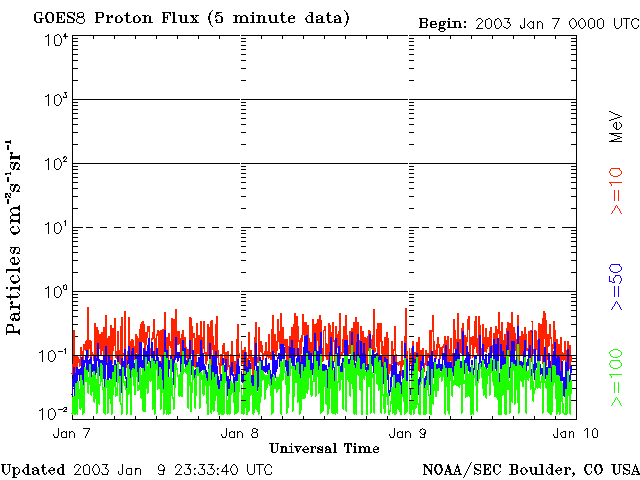 GOES8 Proton Flux (5 minute data)
Begin: 2003 Jan 7 0000 UTC
Particles cm⁻²s⁻¹sr⁻¹
10⁴
10³
10²
10¹
10⁰
10⁻¹
10⁻²
Jan 7
Jan 8
Jan 9
Jan 10
Universal Time
MeV
>=10
>=50
>=100
Updated 2003 Jan 9 23:33:40 UTC
NOAA/SEC Boulder, CO USA